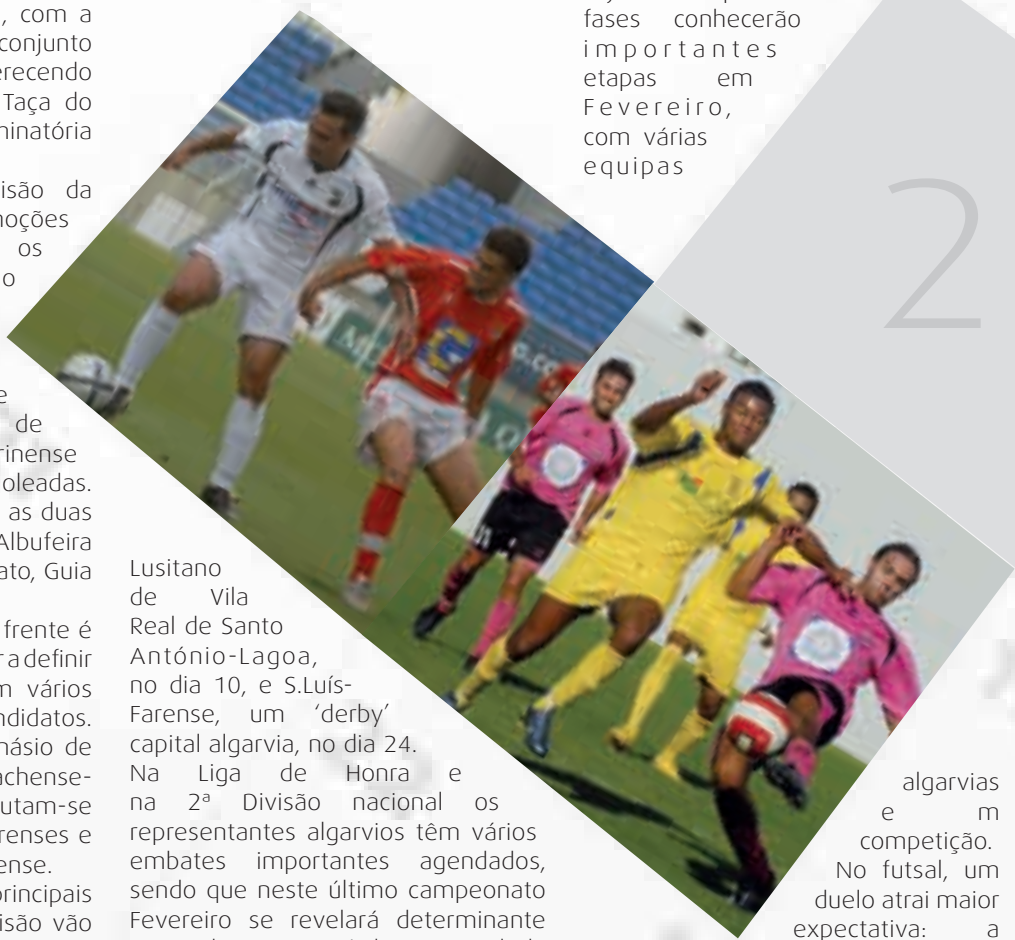 , com a
conjunto
erecendo
Taça do
minatória
isão da
noções
os
o
e
de
rinense
oleadas.
as duas
Albufeira
ato, Guia
frente é
r a definir
m vários
ndidatos.
násio de
achense-
utam-se
renses e
ense.
principais
isão vão
Lusitano
de Vila
Real de Santo
António-Lagoa,
no dia 10, e S.Luís-
Farense, um ‘derby’
capital algarvia, no dia 24.
Na Liga de Honra e
na 2ª Divisão nacional os
representantes algarvios têm vários
embates importantes agendados,
sendo que neste último campeonato
Fevereiro se revelará determinante
fases conhecerão
importantes
etapas em
Fevereiro,
com várias
equipas
2
algarvias
e m
competição.
No futsal, um
duelo atrai maior
expectativa: a